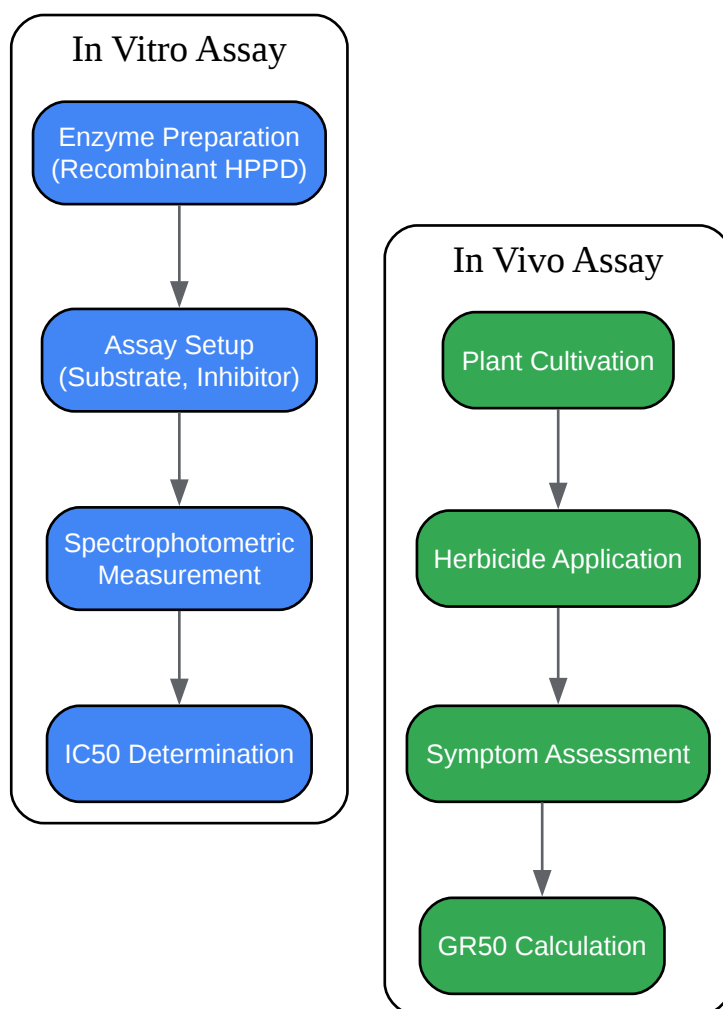 In Vitro Assay
Enzyme Preparation
(Recombinant HPPD)
Assay Setup
(Substrate, Inhibitor)
Spectrophotometric
Measurement
IC50 Determination
In Vivo Assay
Plant Cultivation
Herbicide Application
Symptom Assessment
GR50 Calculation